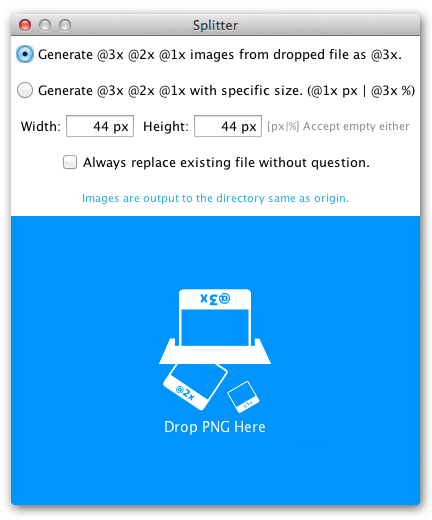 Splitter
Generate @3x @2x @1x images from dropped file as @3x.
Generate @3x @2x @1x with specific size. (@1x px | @3x %)
Width: 44 px Height: 44 px [px|%] Accept empty either
Always replace existing file without question.
Images are output to the directory same as origin.
@3x
@2x
@1x
Drop PNG Here